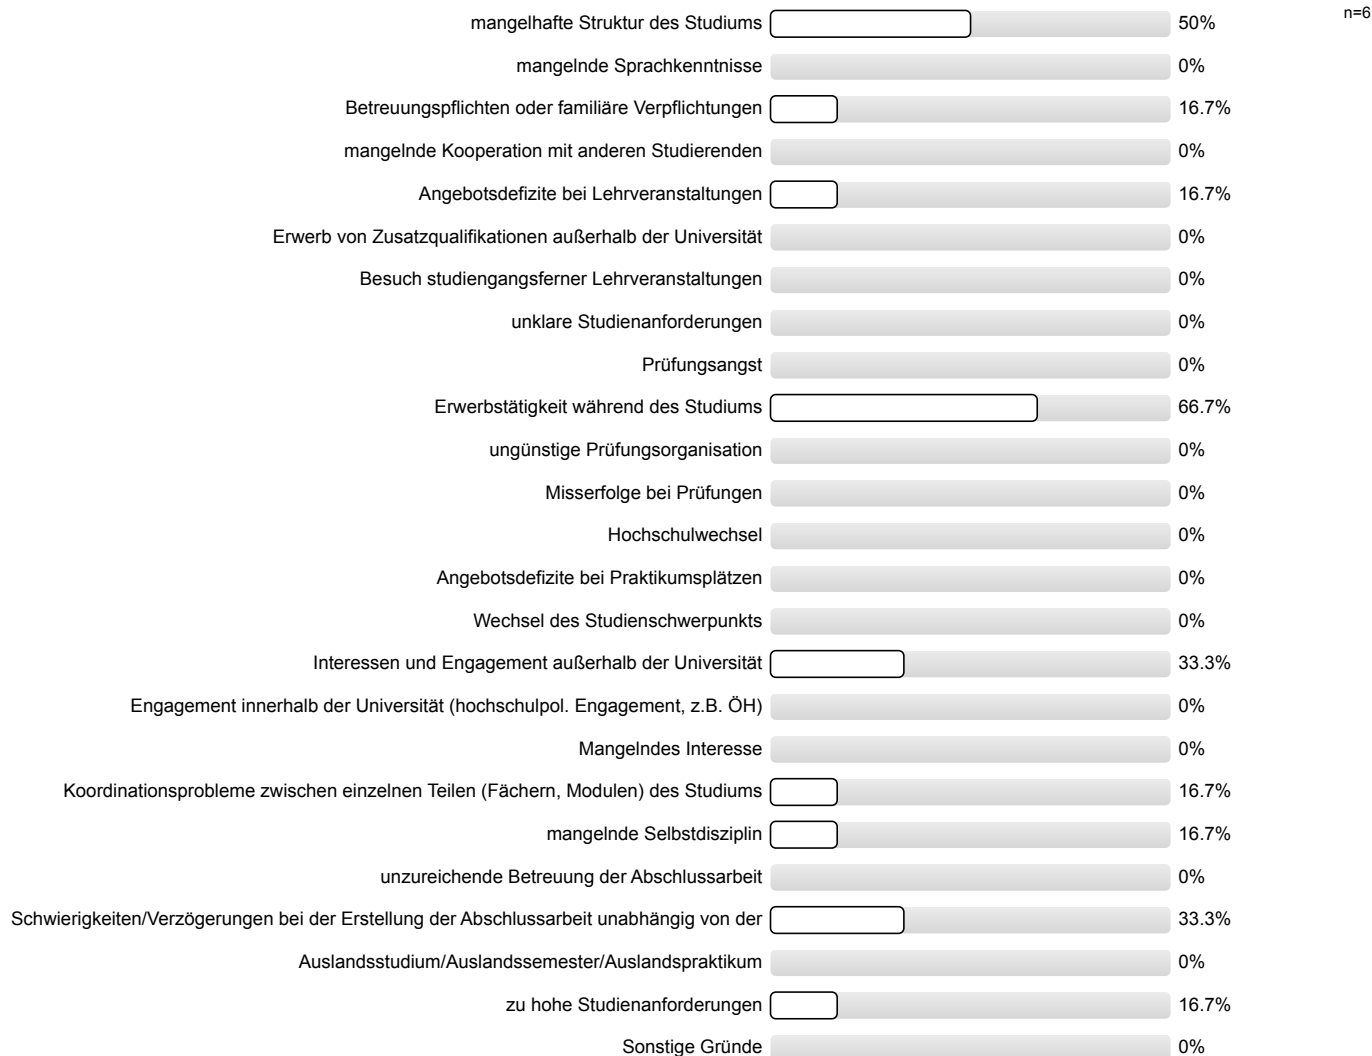 mangelhafte Struktur des Studiums 50% n=6
mangelnde Sprachkenntnisse 0%
Betreuungspflichten oder familiäre Verpflichtungen 16.7%
mangelnde Kooperation mit anderen Studierenden 0%
Angebotsdefizite bei Lehrveranstaltungen 16.7%
Erwerb von Zusatzqualifikationen außerhalb der Universität 0%
Besuch studiengangsferner Lehrveranstaltungen 0%
unklare Studienanforderungen 0%
Prüfungsangst 0%
Erwerbstätigkeit während des Studiums 66.7%
ungünstige Prüfungsorganisation 0%
Misserfolge bei Prüfungen 0%
Hochschulwechsel 0%
Angebotsdefizite bei Praktikumsplätzen 0%
Wechsel des Studienschwerpunkts 0%
Interessen und Engagement außerhalb der Universität 33.3%
Engagement innerhalb der Universität (hochschulpol. Engagement, z.B. ÖH) 0%
Mangelndes Interesse 0%
Koordinationsprobleme zwischen einzelnen Teilen (Fächern, Modulen) des Studiums 16.7%
mangelnde Selbstdisziplin 16.7%
unzureichende Betreuung der Abschlussarbeit 0%
Schwierigkeiten/Verzögerungen bei der Erstellung der Abschlussarbeit unabhängig von der 33.3%
Auslandsstudium/Auslandssemester/Auslandspraktikum 0%
zu hohe Studienanforderungen 16.7%
Sonstige Gründe 0%